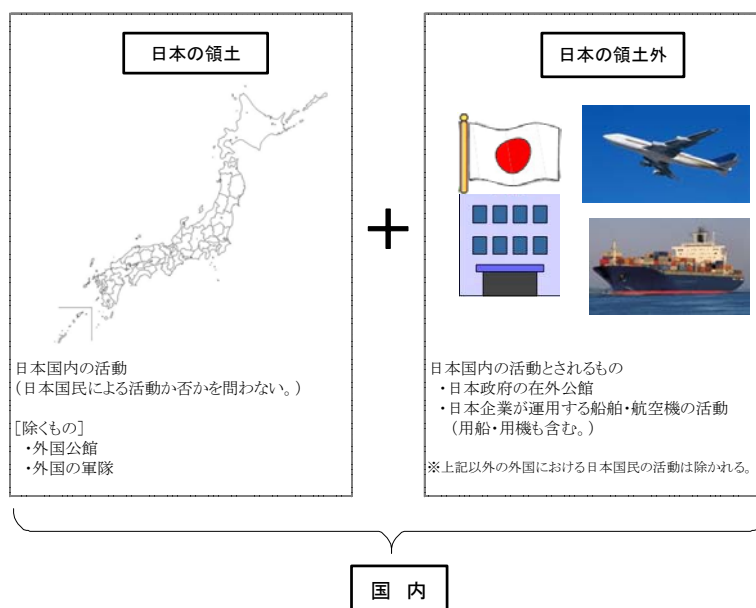 日本の領土
日本国内の活動
(日本国民による活動か否かを問わない。)
[除くもの]
・外国公館
・外国の軍隊
+
日本の領土外
日本国内の活動とされるもの
・日本政府の在外公館
・日本企業が運用する船舶・航空機の活動
(用船・用機も含む。)
※上記以外の外国における日本国民の活動は除かれる。
国 内